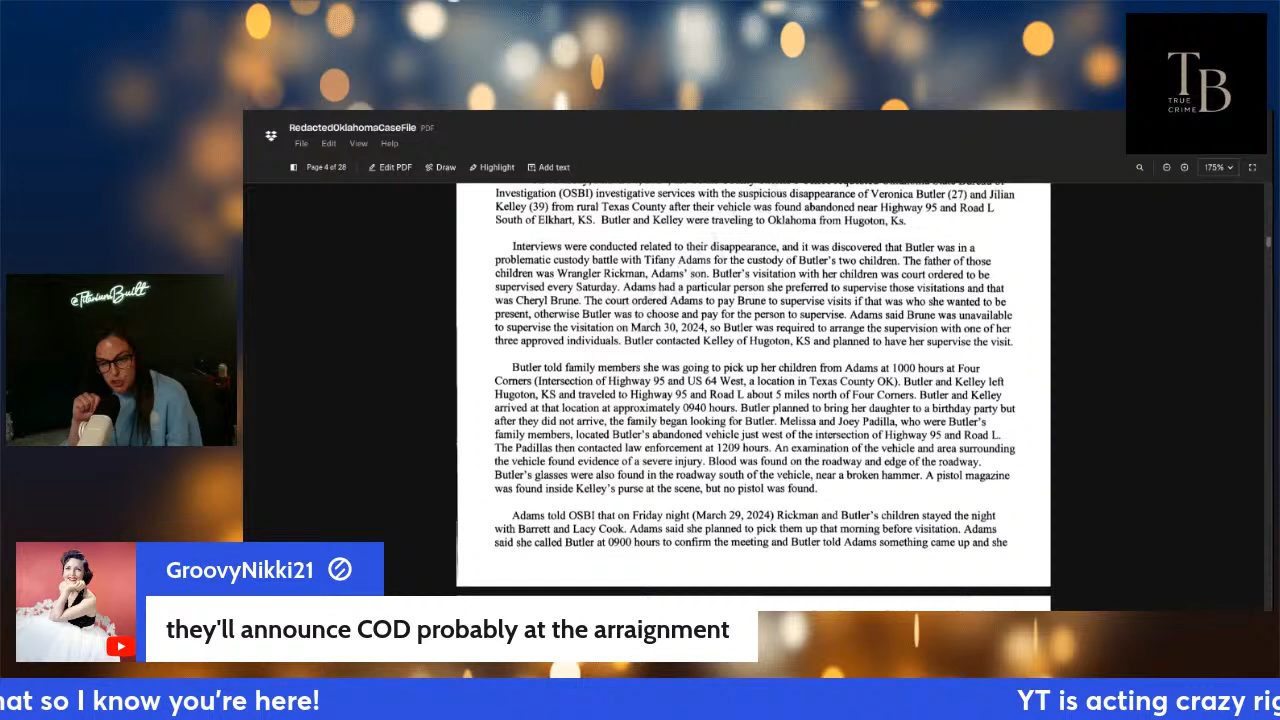 TB
TRUE
CRIME
RedactedOklahomaCaseFile PDF
File Edit View Help
Page 4 of 28 Edit PDF Draw Highlight Add text 175%
Investigation (OSBI) investigative services with the suspicious disappearance of Veronica Butler (27) and Jilian
Kelley (39) from rural Texas County after their vehicle was found abandoned near Highway 95 and Road L
South of Elkhart, KS. Butler and Kelley were traveling to Oklahoma from Hugoton, Ks.
Interviews were conducted related to their disappearance, and it was discovered that Butler was in a
problematic custody battle with Tifany Adams for the custody of Butler's two children. The father of those
children was Wrangler Rickman, Adams' son. Butler's visitation with her children was court ordered to be
supervised every Saturday. Adams had a particular person she preferred to supervise those visitations and that
was Cheryl Brune. The court ordered Adams to pay Brune to supervise visits if that was who she wanted to be
present, otherwise Butler was to choose and pay for the person to supervise. Adams said Brune was unavailable
to supervise the visitation on March 30, 2024, so Butler was required to arrange the supervision with one of her
three approved individuals. Butler contacted Kelley of Hugoton, KS and planned to have her supervise the visit.
Butler told family members she was going to pick up her children from Adams at 1000 hours at Four
Corners (Intersection of Highway 95 and US 64 West, a location in Texas County OK). Butler and Kelley left
Hugoton, KS and traveled to Highway 95 and Road L about 5 miles north of Four Corners. Butler and Kelley
arrived at that location at approximately 0940 hours. Butler planned to bring her daughter to a birthday party but
after they did not arrive, the family began looking for Butler. Melissa and Joey Padilla, who were Butler's
family members, located Butler's abandoned vehicle just west of the intersection of Highway 95 and Road L.
The Padillas then contacted law enforcement at 1209 hours. An examination of the vehicle and area surrounding
the vehicle found evidence of a severe injury. Blood was found on the roadway and edge of the roadway.
Butler's glasses were also found in the roadway south of the vehicle, near a broken hammer. A pistol magazine
was found inside Kelley's purse at the scene, but no pistol was found.
Adams told OSBI that on Friday night (March 29, 2024) Rickman and Butler's children stayed the night
with Barrett and Lacy Cook. Adams said she planned to pick them up that morning before visitation. Adams
said she called Butler at 0900 hours to confirm the meeting and Butler told Adams something came up and she
@TitaniumBuilt
GroovyNikki21
they'll announce COD probably at the arraignment
hat so I know you're here! YT is acting crazy rig